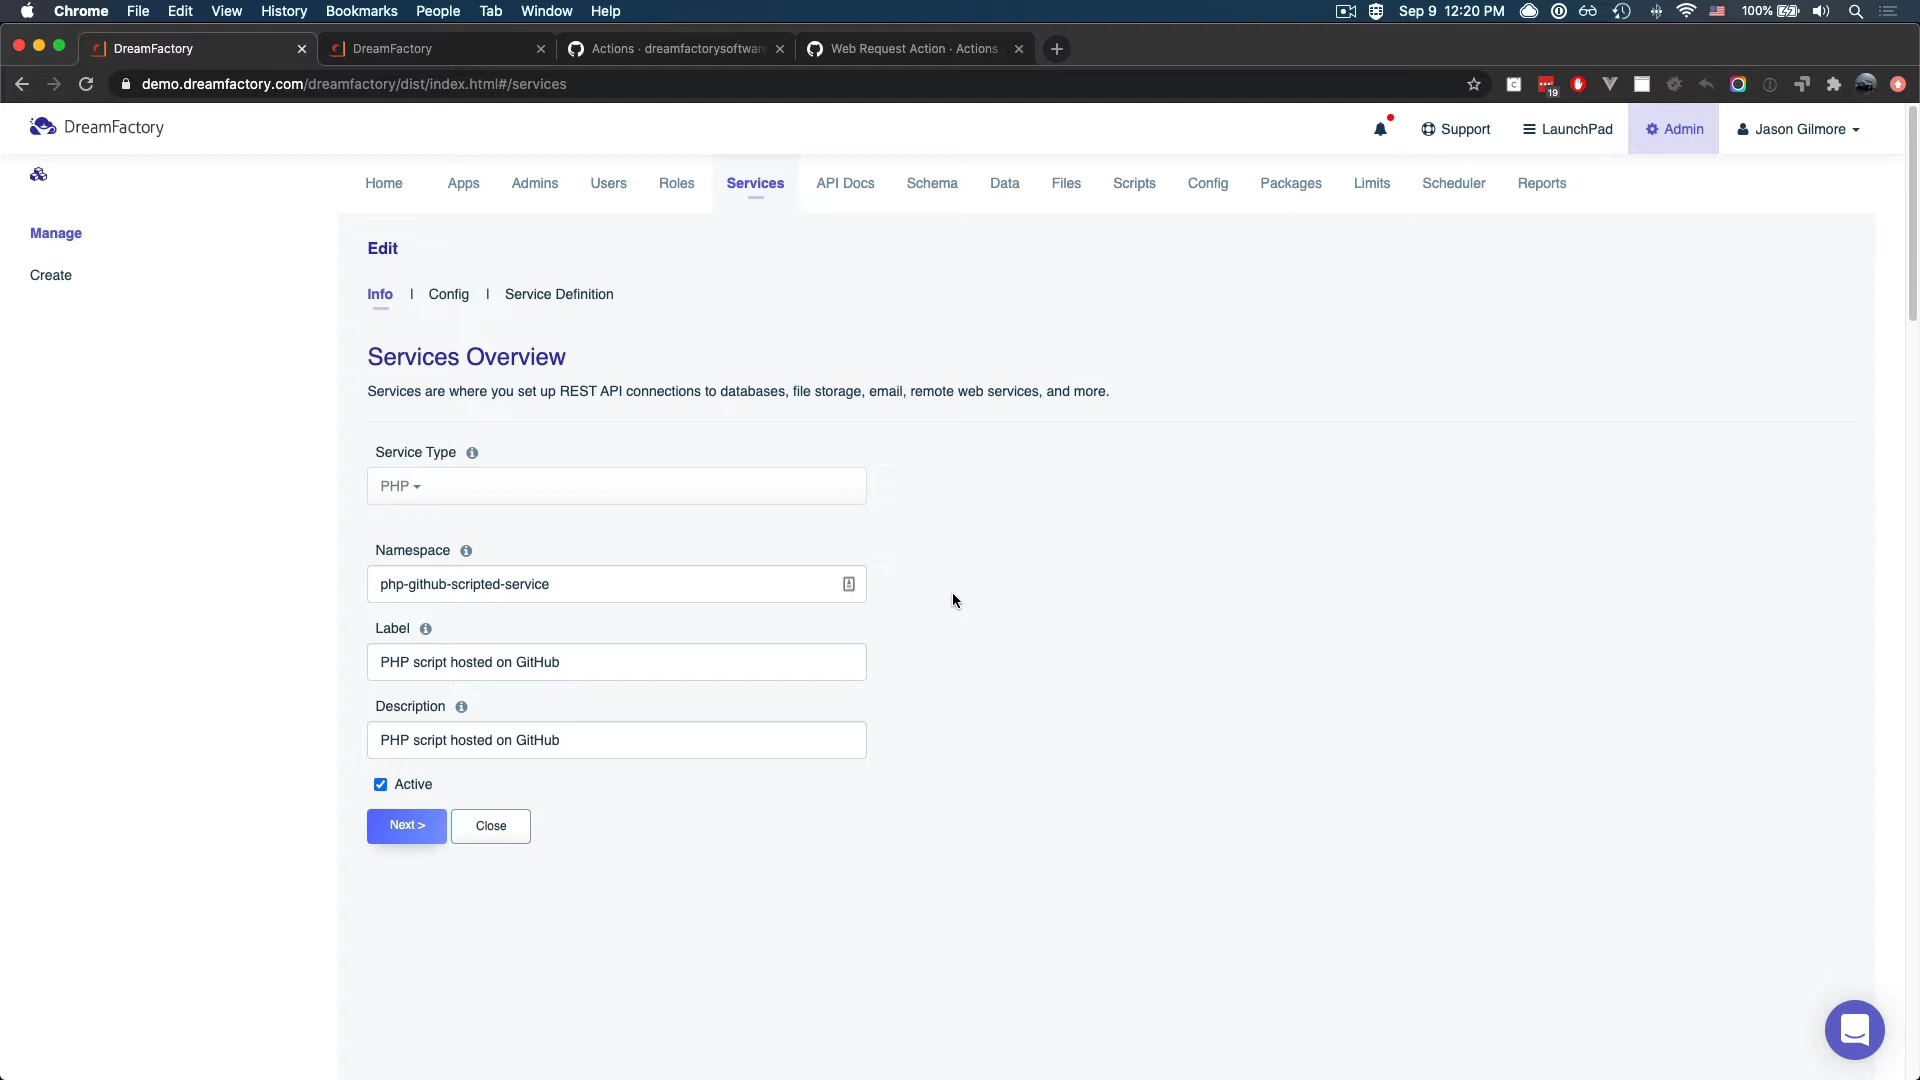 Chrome File Edit View History Bookmarks People Tab Window Help Sep 9 12:20 PM 100%
DreamFactory DreamFactory Actions · dreamfactorysoftware Web Request Action · Actions
demo.dreamfactory.com/dreamfactory/dist/index.html#/services 19
DreamFactory Support LaunchPad Admin Jason Gilmore
Home Apps Admins Users Roles Services API Docs Schema Data Files Scripts Config Packages Limits Scheduler Reports
Manage
Create
Edit
Info | Config | Service Definition
Services Overview
Services are where you set up REST API connections to databases, file storage, email, remote web services, and more.
Service Type
PHP
Namespace
php-github-scripted-service
Label
PHP script hosted on GitHub
Description
PHP script hosted on GitHub
Active
Next > Close